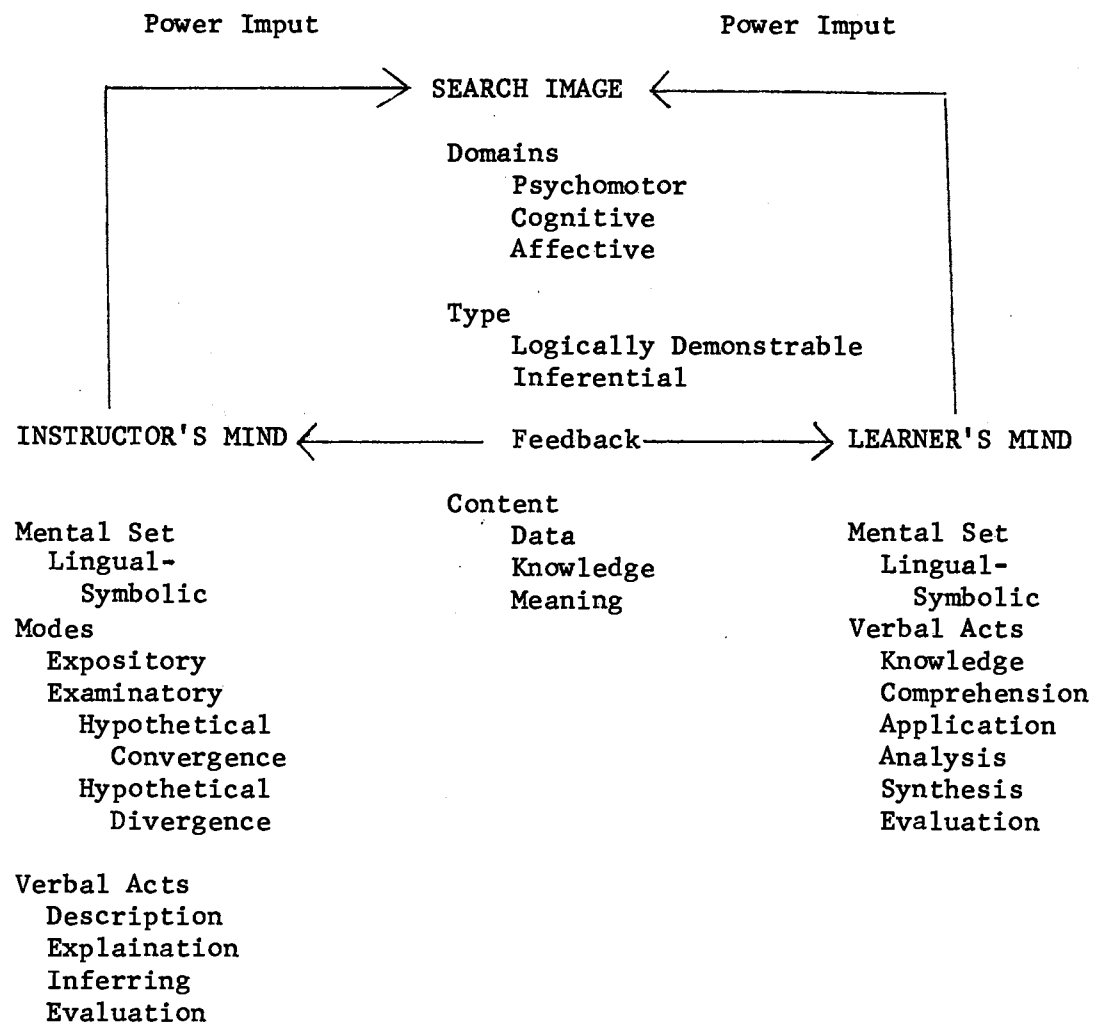 Power Imput
Power Imput
SEARCH IMAGE
Domains
Psychomotor
Cognitive
Affective
Type
Logically Demonstrable
Inferential
INSTRUCTOR'S MIND
Feedback
LEARNER'S MIND
Content
Data
Knowledge
Meaning
Mental Set
Lingual-
Symbolic
Modes
Expository
Examinatory
Hypothetical
Convergence
Hypothetical
Divergence
Verbal Acts
Description
Explaination
Inferring
Evaluation
Mental Set
Lingual-
Symbolic
Verbal Acts
Knowledge
Comprehension
Application
Analysis
Synthesis
Evaluation